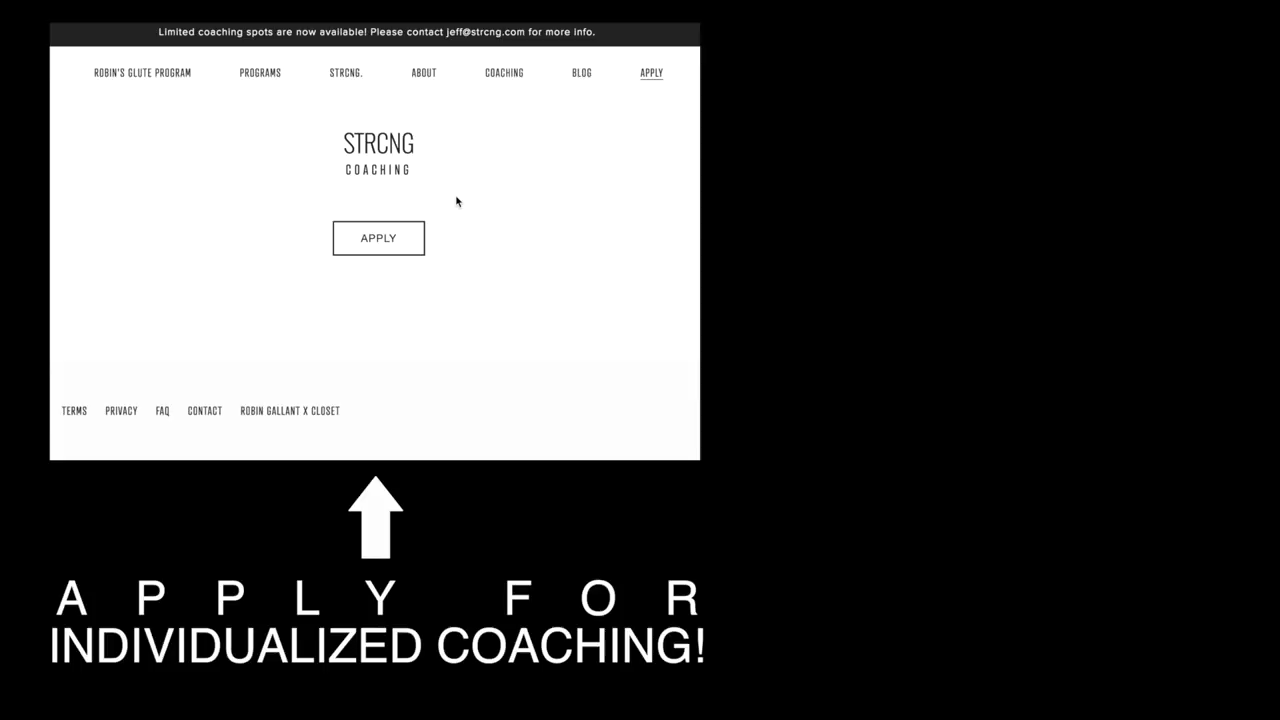 Limited coaching spots are now available! Please contact jeff@strcng.com for more info.
ROBIN'S GLUTE PROGRAM PROGRAMS STRCNG. ABOUT COACHING BLOG APPLY
STRCNG
COACHING
APPLY
TERMS PRIVACY FAQ CONTACT ROBIN GALLANT X CLOSET
APPLY FOR
INDIVIDUALIZED COACHING!